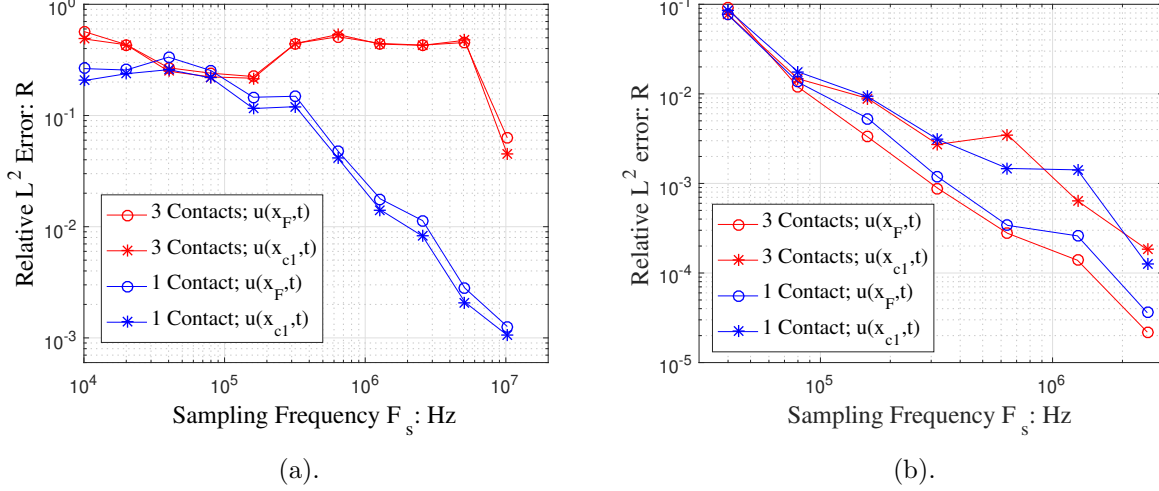 10^0
10^-1
10^-2
10^-3
Relative L^2 Error: R
3 Contacts; u(x_F,t)
3 Contacts; u(x_c1,t)
1 Contact; u(x_F,t)
1 Contact; u(x_c1,t)
10^4 10^5 10^6 10^7
Sampling Frequency F_s: Hz
(a).
10^-1
10^-2
10^-3
10^-4
10^-5
Relative L^2 error: R
3 Contacts; u(x_F,t)
3 Contacts; u(x_c1,t)
1 Contact; u(x_F,t)
1 Contact; u(x_c1,t)
10^5 10^6
Sampling Frequency F_s: Hz
(b).